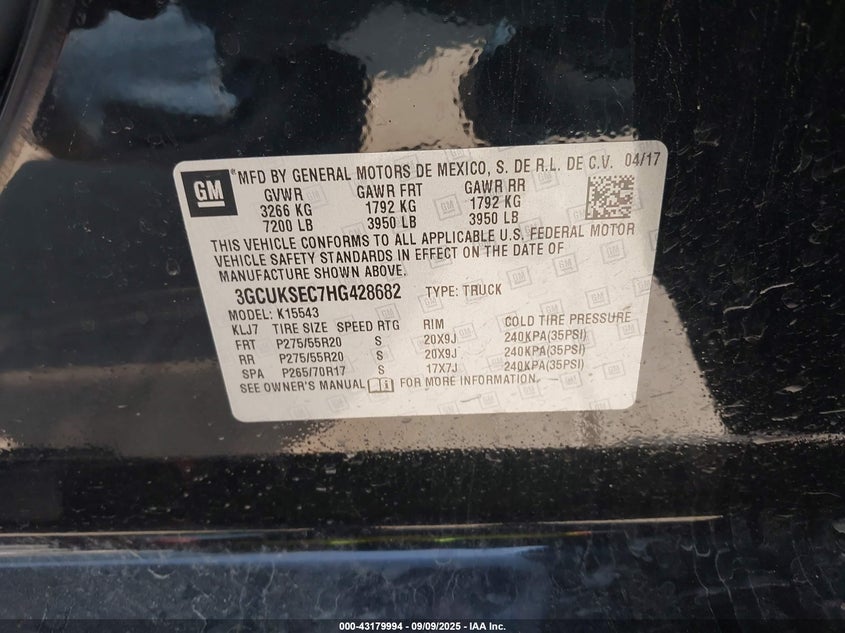 GM
®MFD BY GENERAL MOTORS DE MEXICO, S. DE R.L. DE C.V. 04/17
GVWR GAWR FRT GAWR RR
3266 KG 1792 KG 1792 KG
7200 LB 3950 LB 3950 LB
THIS VEHICLE CONFORMS TO ALL APPLICABLE U.S. FEDERAL MOTOR
VEHICLE SAFETY STANDARDS IN EFFECT ON THE DATE OF
MANUFACTURE SHOWN ABOVE.
3GCUKSEC7HG428682 TYPE: TRUCK
MODEL: K15543
KLJ7 TIRE SIZE SPEED RTG RIM COLD TIRE PRESSURE
FRT P275/55R20 S 20X9J 240KPA(35PSI)
RR P275/55R20 S 20X9J 240KPA(35PSI)
SPA P265/70R17 S 17X7J 240KPA(35PSI)
SEE OWNER'S MANUAL FOR MORE INFORMATION.
000-43179994 - 09/09/2025 - IAA Inc.